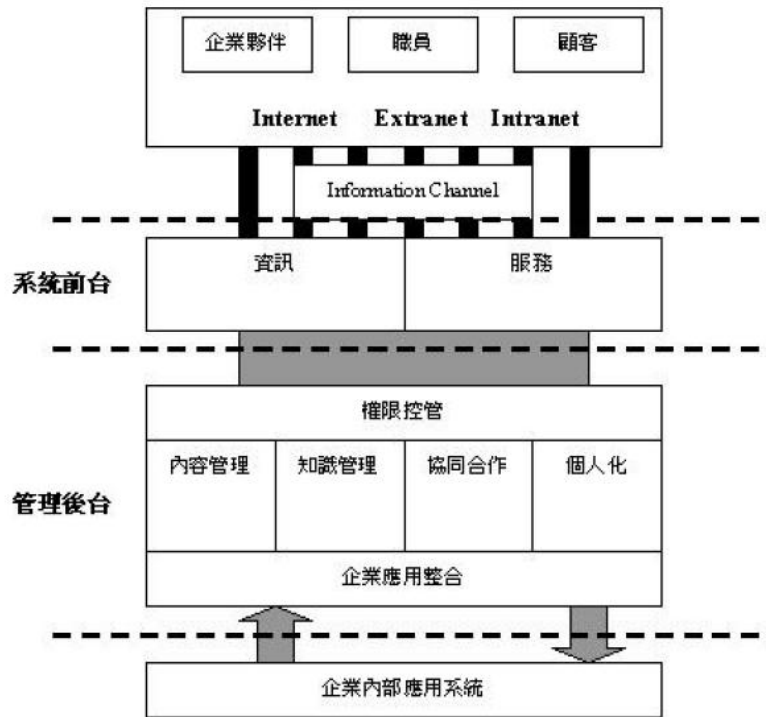 企業夥伴 職員 顧客
Internet Extranet Intranet
Information Channel
系統前台
資訊 服務
權限控管
管理後台
內容管理 知識管理 協同合作 個人化
企業應用整合
企業內部應用系統